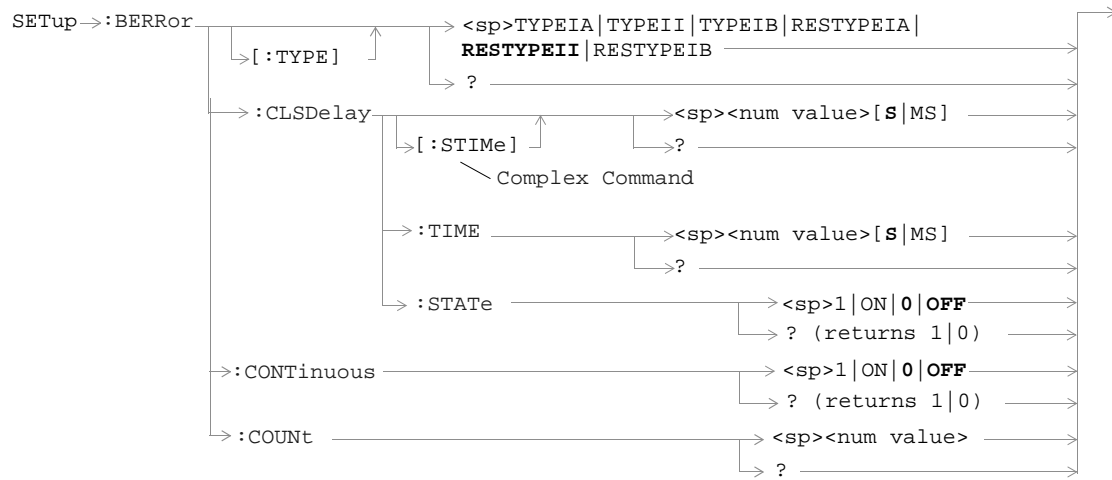 SETup :BERRor <sp>TYPEIA|TYPEII|TYPEIB|RESTYPEIA|
[:TYPE] RESTYPEII|RESTYPEIB
?
:CLSDelay <sp><num value>[S|MS]
[:STIMe] ?
Complex Command
:TIME <sp><num value>[S|MS]
?
:STATe <sp>1|ON|0|OFF
? (returns 1|0)
:CONTinuous <sp>1|ON|0|OFF
? (returns 1|0)
:COUNt <sp><num value>
?